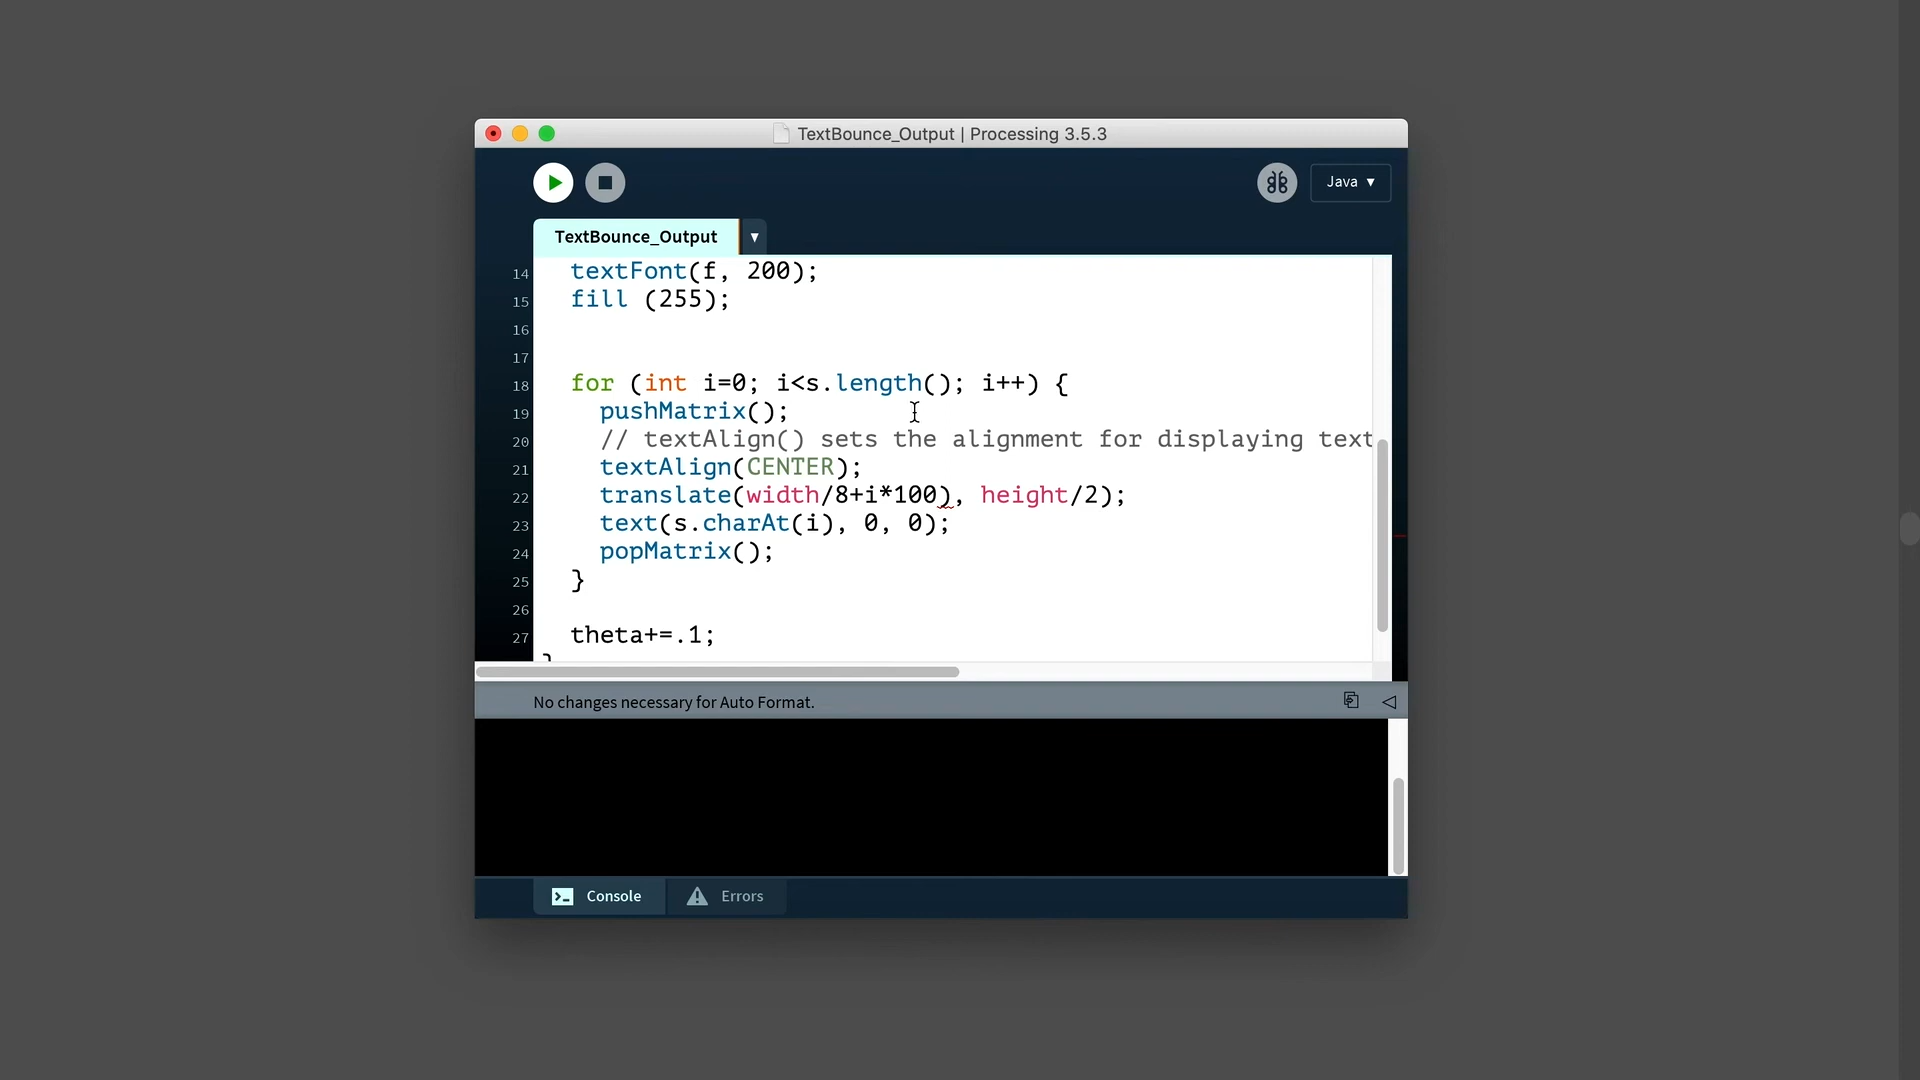 TextBounce_Output | Processing 3.5.3
Java ▼
TextBounce_Output ▼
14 textFont(f, 200);
15 fill (255);
16
17
18 for (int i=0; i<s.length(); i++) {
19 pushMatrix();
20 // textAlign() sets the alignment for displaying text
21 textAlign(CENTER);
22 translate(width/8+i*100), height/2);
23 text(s.charAt(i), 0, 0);
24 popMatrix();
25 }
26
27 theta+=.1;
No changes necessary for Auto Format.
Console Errors